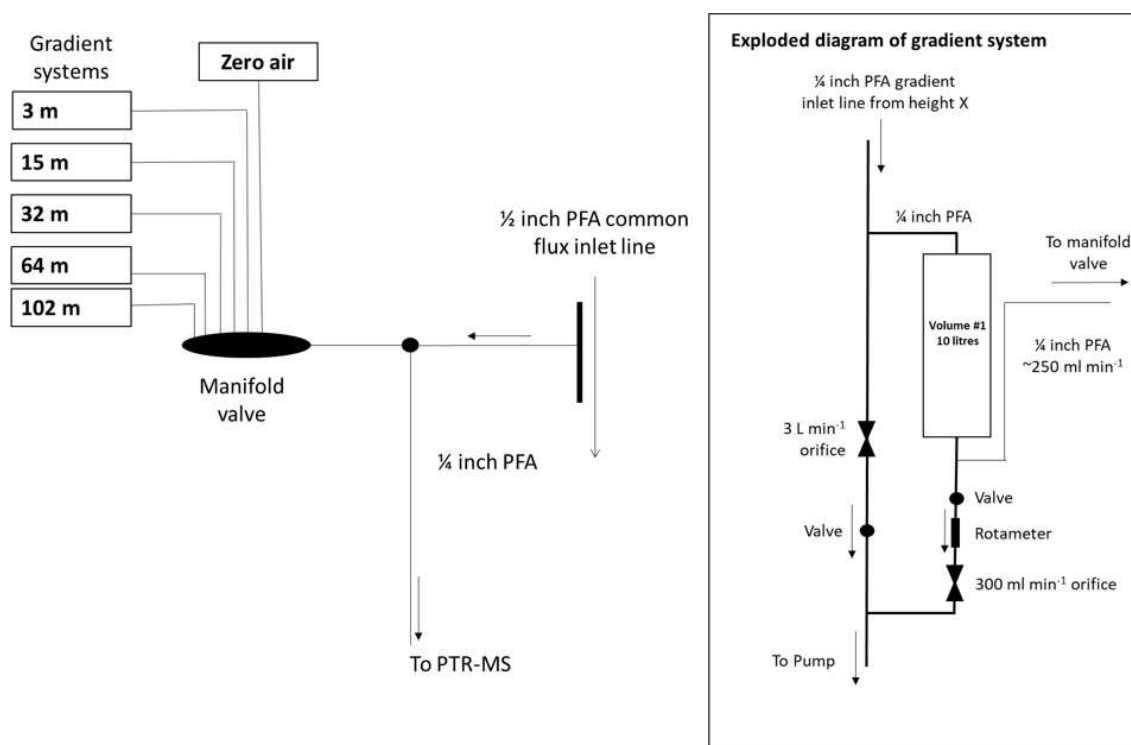 Gradient
systems
Zero air
3 m
15 m
32 m
64 m
102 m
Manifold
valve
½ inch PFA common
flux inlet line
¼ inch PFA
To PTR-MS
Exploded diagram of gradient system
¼ inch PFA gradient
inlet line from height X
¼ inch PFA
To manifold
valve
Volume #1
10 litres
¼ inch PFA
~250 ml min⁻¹
3 L min⁻¹
orifice
Valve
Valve
Rotameter
300 ml min⁻¹ orifice
To Pump